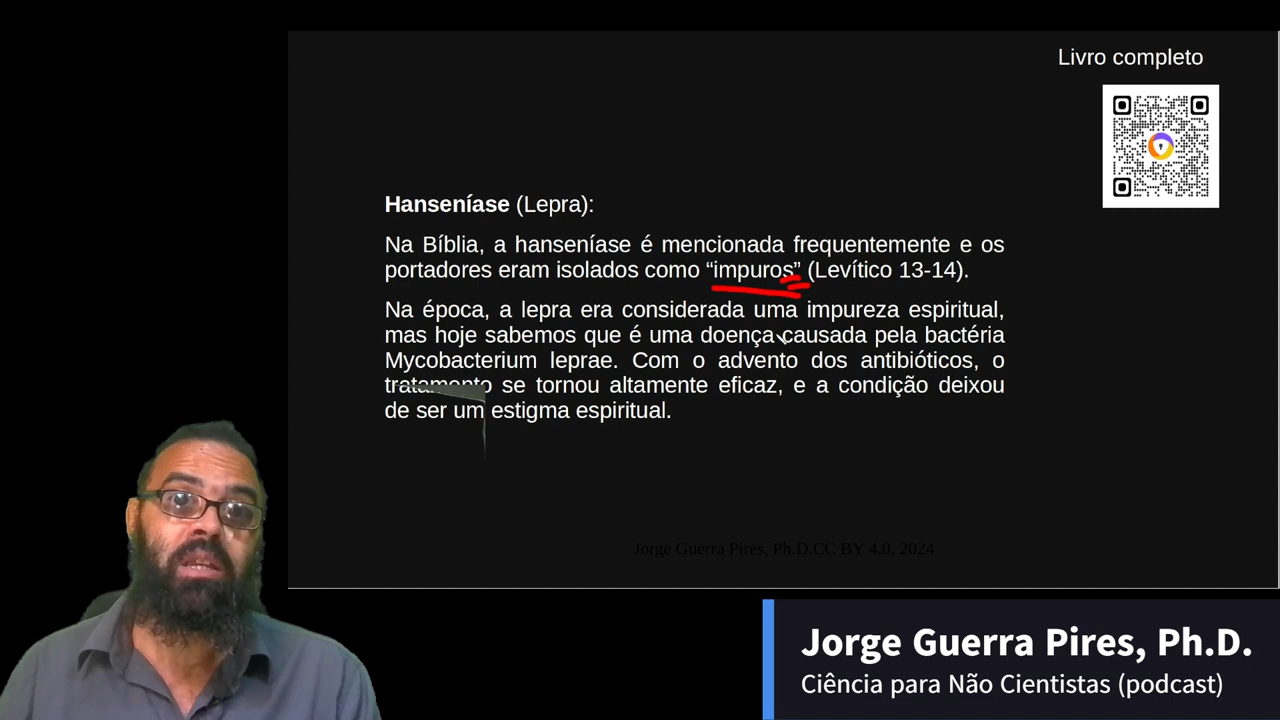 Livro completo
Hanseníase (Lepra):
Na Bíblia, a hanseníase é mencionada frequentemente e os
portadores eram isolados como “impuros” (Levítico 13-14).
Na época, a lepra era considerada uma impureza espiritual,
mas hoje sabemos que é uma doença causada pela bactéria
Mycobacterium leprae. Com o advento dos antibióticos, o
tratamento se tornou altamente eficaz, e a condição deixou
de ser um estigma espiritual.
Jorge Guerra Pires, Ph.D.CC BY 4.0, 2024
Jorge Guerra Pires, Ph.D.
Ciência para Não Cientistas (podcast)